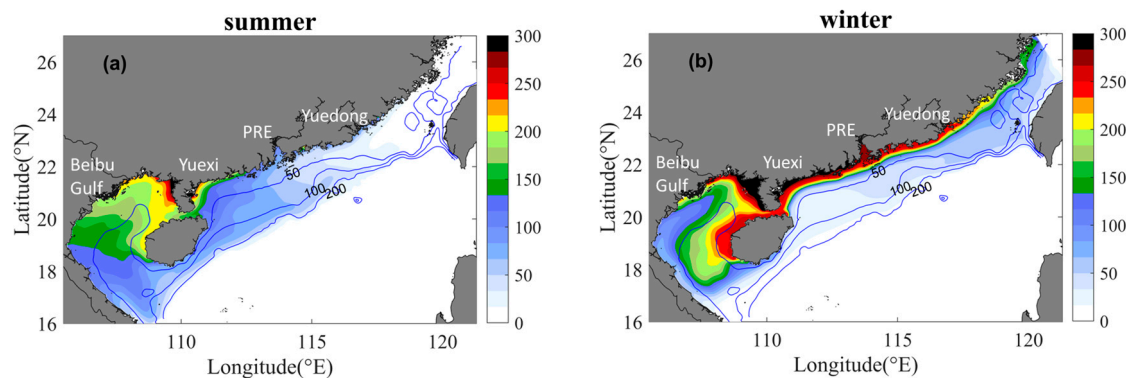 summer
(a)
Yuedong
PRE
Beibu
Gulf
Yuexi
50
100
200
26
24
22
20
18
16
110
115
120
Latitude(°N)
Longitude(°E)
300
250
200
150
100
50
0
winter
(b)
Yuedong
PRE
Beibu
Gulf
Yuexi
50
100
200
26
24
22
20
18
16
110
115
120
Latitude(°N)
Longitude(°E)
300
250
200
150
100
50
0